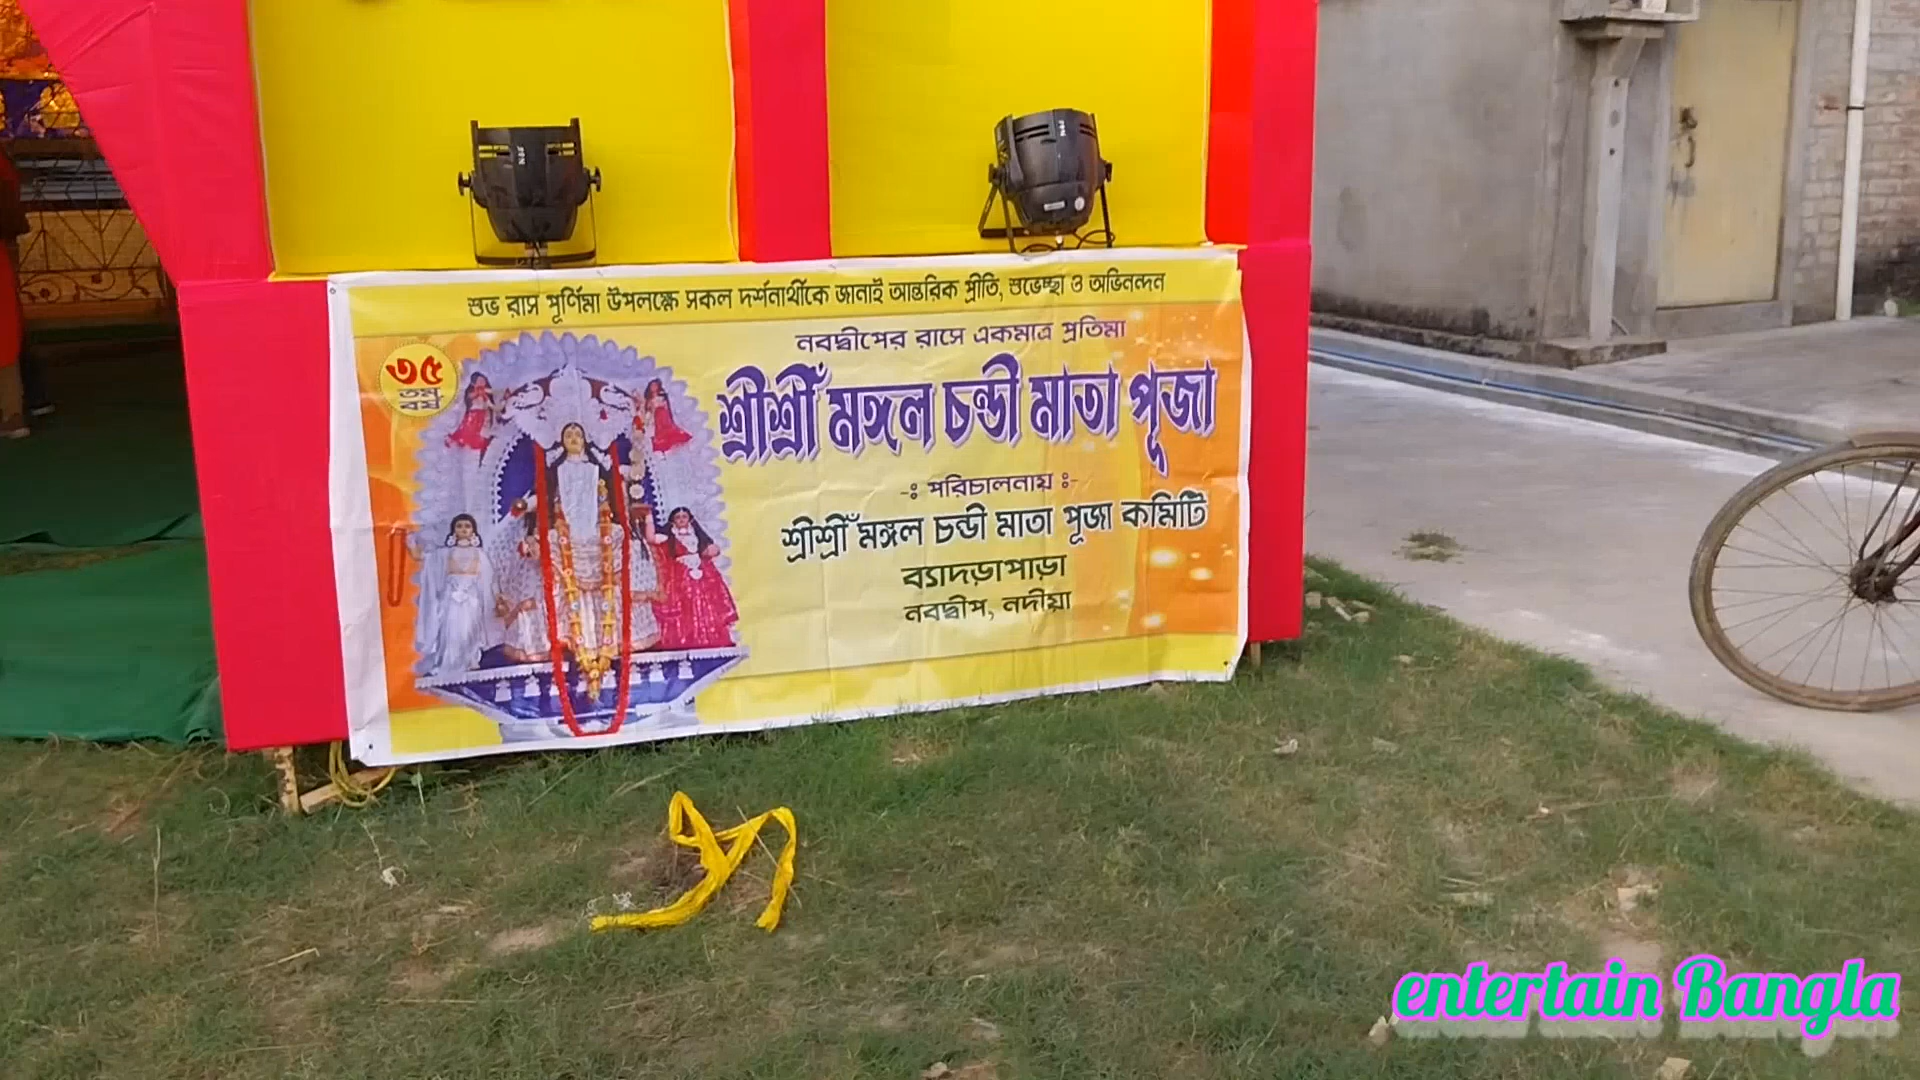 শুভ রাস পূর্ণিমা উপলক্ষে সকল দর্শনার্থীকে জানাই আন্তরিক প্রীতি, শুভেচ্ছা ও অভিনন্দন
নবদ্বীপের রাসে একমাত্র প্রতিমা
৩৫
তম
বর্ষ
শ্রীশ্রীঁ মঙ্গল চন্ডী মাতা পূজা
-ঃ পরিচালনায় ঃ-
শ্রীশ্রীঁ মঙ্গল চন্ডী মাতা পূজা কমিটি
ব্যাদড়াপাড়া
নবদ্বীপ, নদীয়া
entertain Bangla